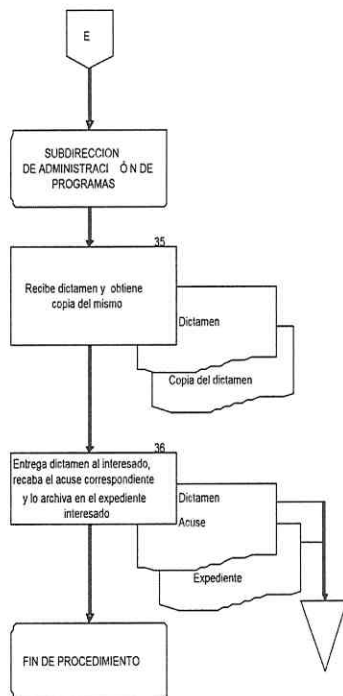 E
SUBDIRECCION
DE ADMINISTRACI ÓN DE
PROGRAMAS
35
Recibe dictamen y obtiene
copia del mismo
Dictamen
Copia del dictamen
36
Entrega dictamen al interesado,
recaba el acuse correspondiente
y lo archiva en el expediente
interesado
Dictamen
Acuse
Expediente
FIN DE PROCEDIMIENTO